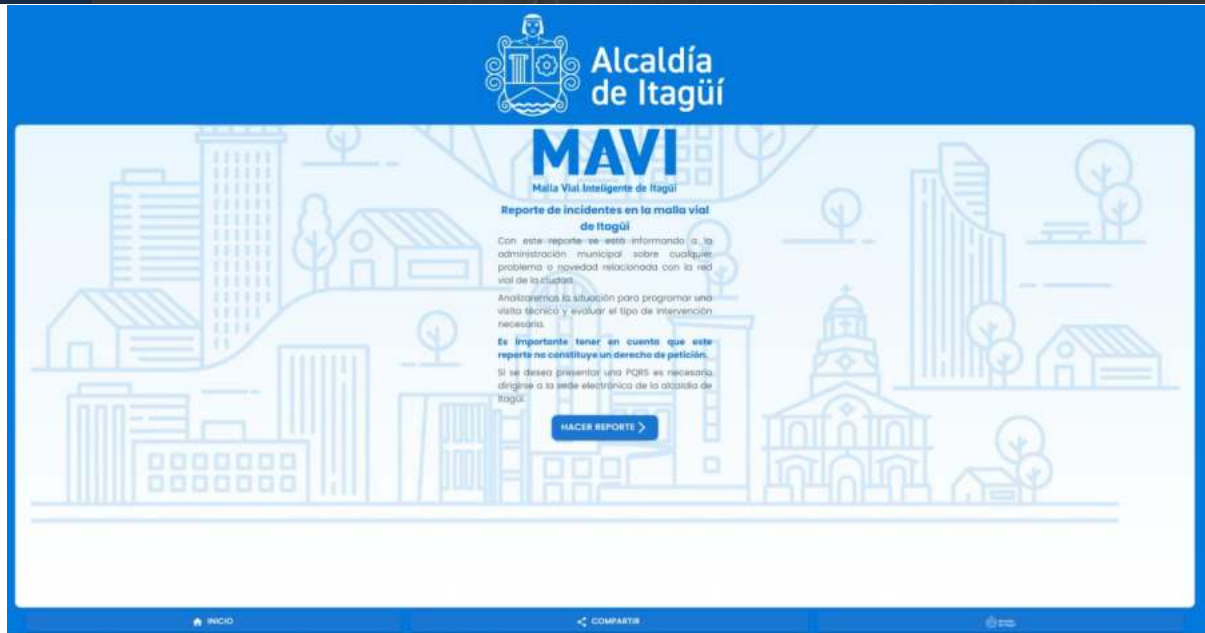 Alcaldía
de Itagüí
MAVI
Malla Vial Inteligente de Itagüí
Reporte de incidentes en la malla vial
de Itagüi
Con este reporte se está informando a la
administración municipal sobre cualquier
problema o novedad relacionada con la red
vial de la ciudad.
Analizaremos la situación para programar una
visita técnica y evaluar el tipo de intervención
necesaria.
Es importante tener en cuenta que este
reporte no constituye un derecho de petición.
Si se desea presentar una PQRS es necesario
dirigirse a la sede electrónica de la alcaldía de
Itagüí.
HACER REPORTE
INICIO
COMPARTIR